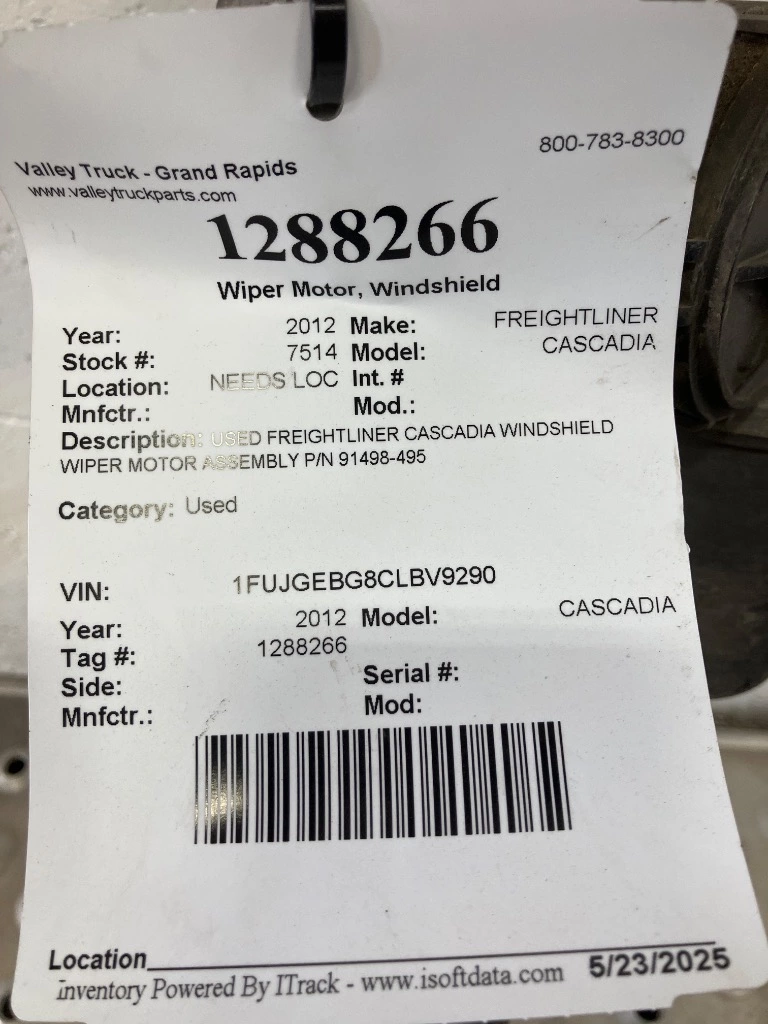 800-783-8300
Valley Truck - Grand Rapids
www.valleytruckparts.com
1288266
Wiper Motor, Windshield
Year: 2012 Make: FREIGHTLINER
Stock #: 7514 Model: CASCADIA
Location: NEEDS LOC Int. #
Mnfctr.: Mod.:
Description: USED FREIGHTLINER CASCADIA WINDSHIELD
WIPER MOTOR ASSEMBLY P/N 91498-495
Category: Used
VIN: 1FUJGEBG8CLBV9290
Year: 2012 Model: CASCADIA
Tag #: 1288266
Side: Serial #:
Mnfctr.: Mod:
Location
Inventory Powered By ITrack - www.isoftdata.com 5/23/2025